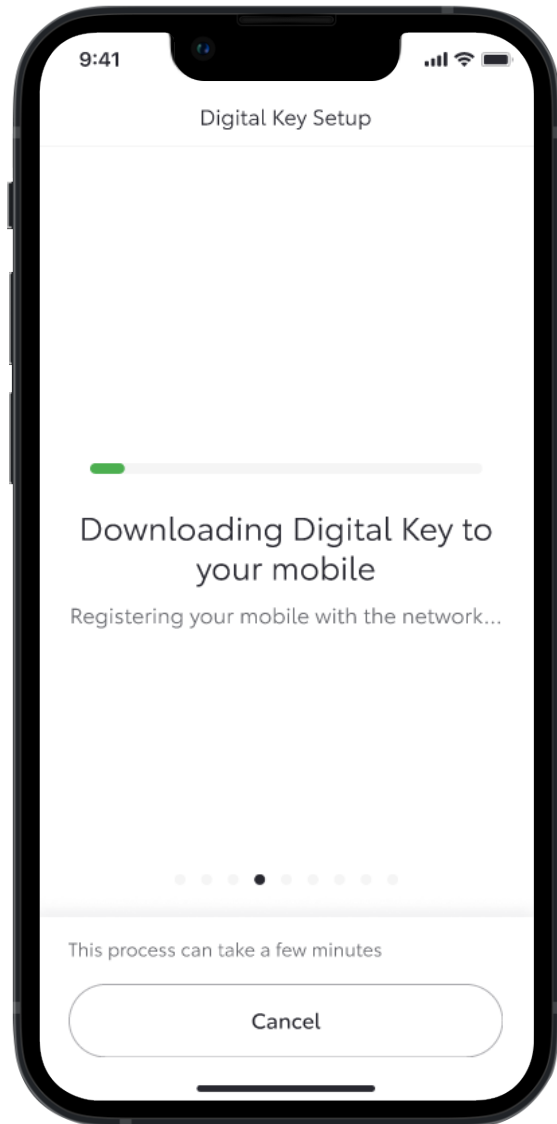 9:41
Digital Key Setup
Downloading Digital Key to
your mobile
Registering your mobile with the network...
This process can take a few minutes
Cancel